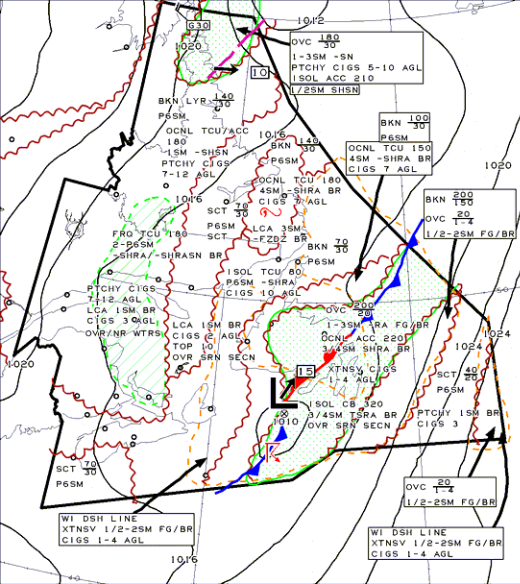 G30
1012
1020
OVC 180/30
1-3SM -SN
PTCHY CIGS 5-10 AGL
ISOL ACC 210
1/2SM SHSN
10
BKN LYR 140/30
P6SM
OCNL TCU/ACC
180
1SM -SHSN
PTCHY CIGS
7-12 AGL
1016
BKN 140/30
P6SM
OCNL TCU 180
4SM -SHRA BR
CIGS 7 AGL
BKN 100/30
P6SM
OCNL TCU 150
4SM -SHRA BR
CIGS 7 AGL
1020
1016
SCT 70/30
P6SM
SCT
LCA 3SM
-FZDZ BR
BKN 70/30
P6SM
BKN 200/150
OVC 20/1-4
1/2-2SM FG/BR
FRQ TCU 180
2-P6SM
-SHRA/-SHRASN BR
ISOL TCU 80
P6SM -SHRA
CIGS 10 AGL
PTCHY CIGS
7-12 AGL
LCA 1SM BR
CIGS 3 AGL
OVR/NR WTRS
50
OVC 200/20
1-3SM -RA FG/BR
OCNL ACC 220
3/4SM SHRA BR
XTNSV CIGS
1-4 AGL
LCA 1SM BR
CIGS 2 AGL
TOP 10
OVR SRN SECN
1024
1024
1020
15
L
1010
ISOL CB 320
3/4SM TSRA BR
OVR SRN SECN
SCT 40/20
P6SM
PTCHY 1SM BR
CIGS 3
SCT 70/30
P6SM
OVC 20/1-4
1/2-2SM FG/BR
WI DSH LINE
XTNSV 1/2-2SM FG/BR
CIGS 1-4 AGL
WI DSH LINE
XTNSV 1/2-2SM FG/BR
CIGS 1-4 AGL
1016
40